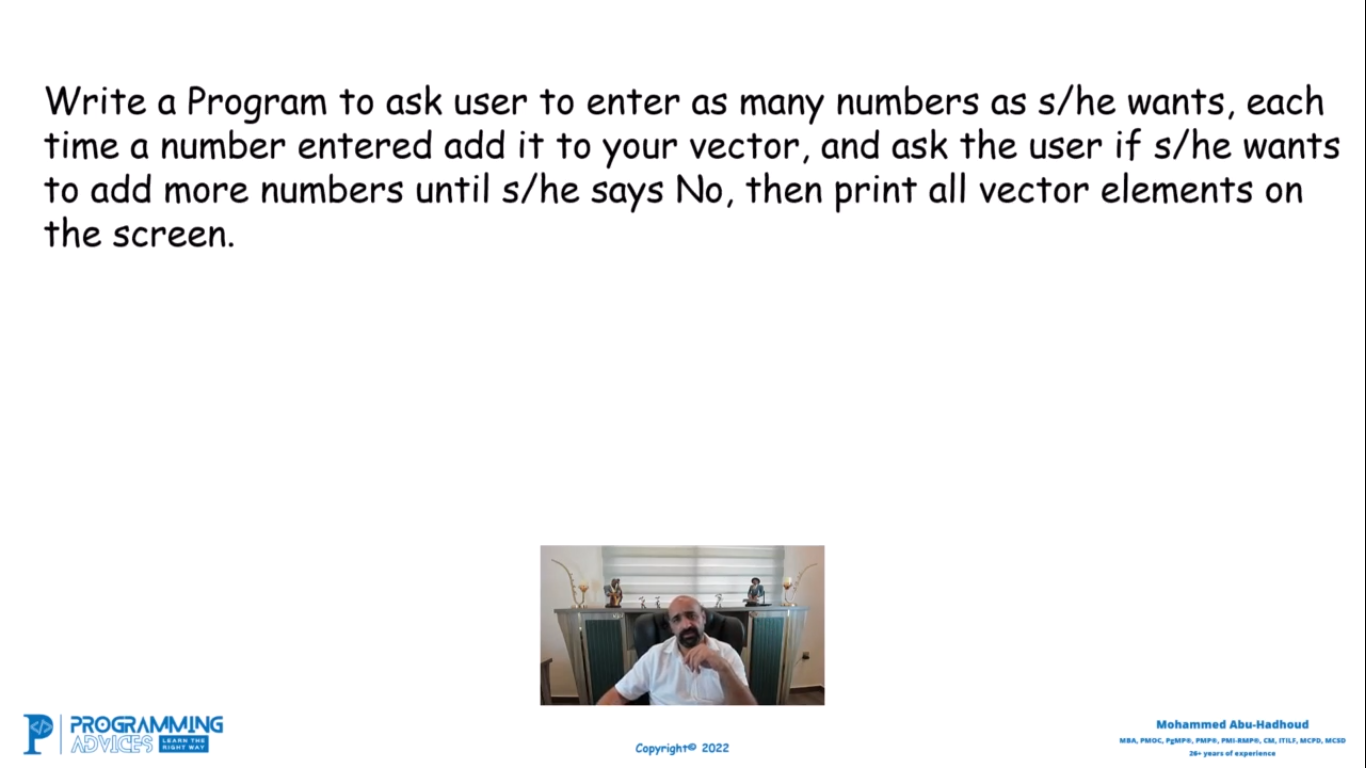 Write a Program to ask user to enter as many numbers as s/he wants, each
time a number entered add it to your vector, and ask the user if s/he wants
to add more numbers until s/he says No, then print all vector elements on
the screen.
PROGRAMMING
ADVICES LEARN THE
RIGHT WAY
Copyright© 2022
Mohammed Abu-Hadhoud
MBA, PMOC, PgMP®, PMP®, PMI-RMP®, CM, ITILF, MCPD, MCSD
26+ years of experience